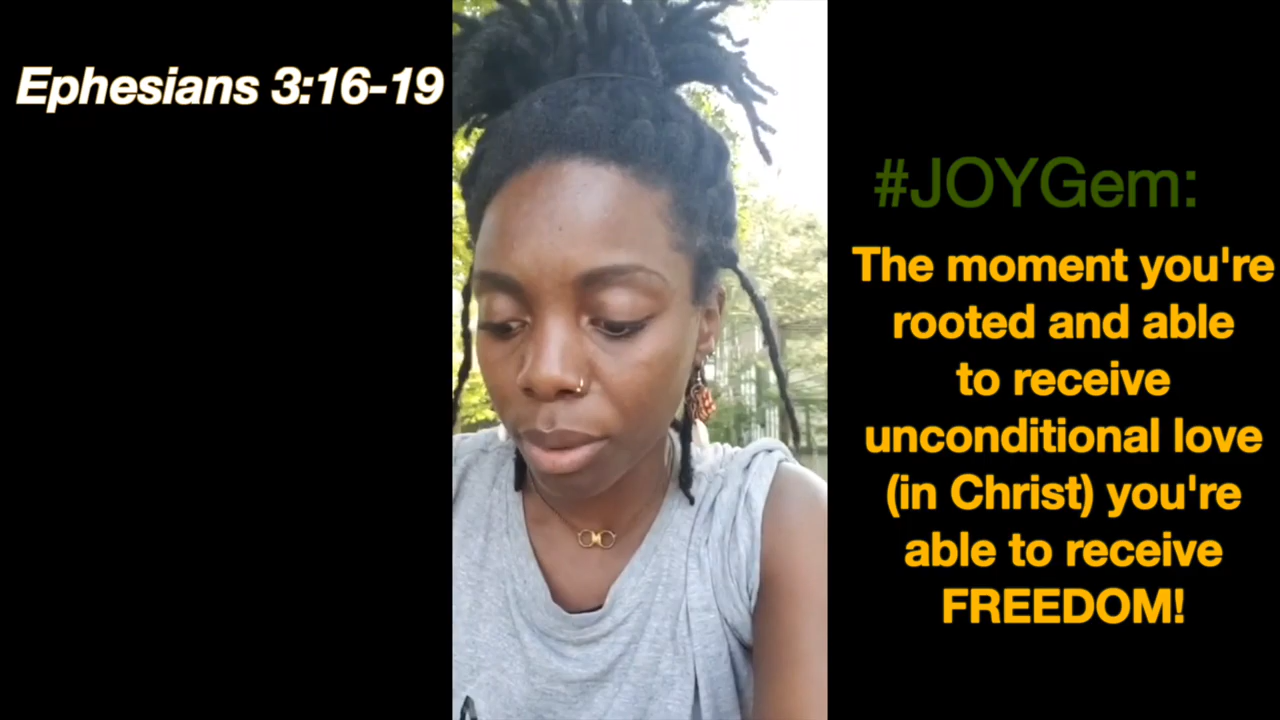 Ephesians 3:16-19
#JOYGem:
The moment you're
rooted and able
to receive
unconditional love
(in Christ) you're
able to receive
FREEDOM!